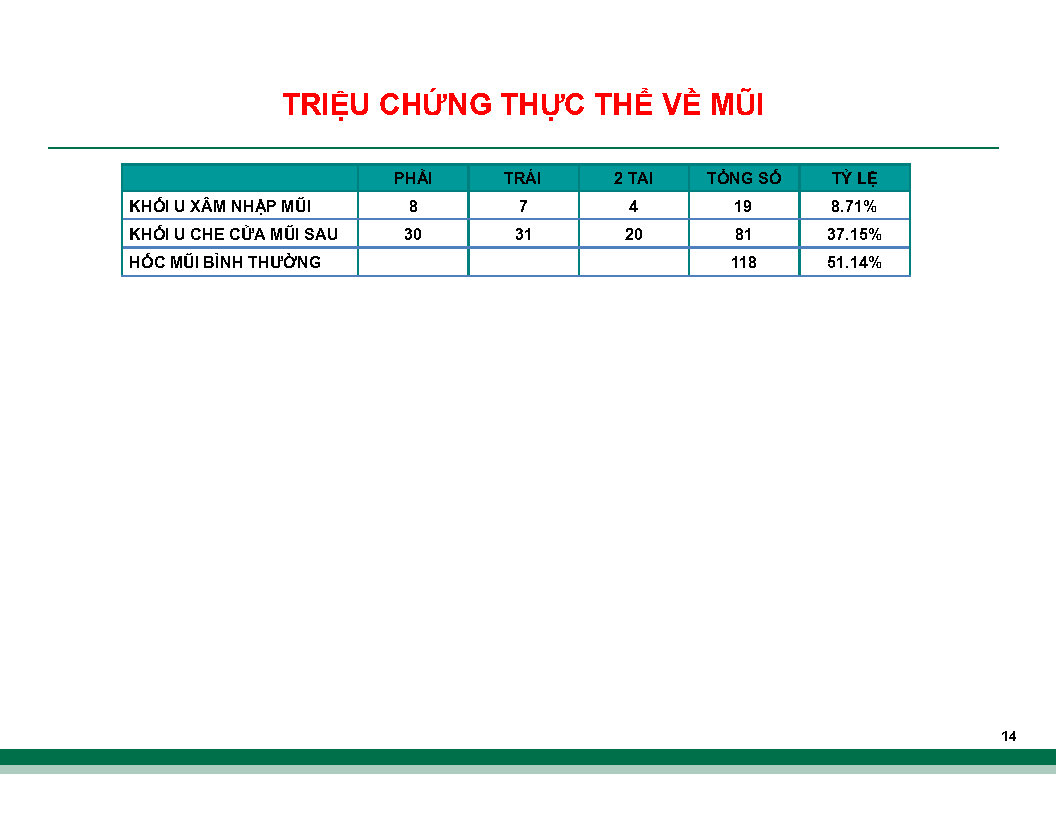 TRIỆU CHỨNG THỰC THỂ VỀ MŨI
PHẢI TRÁI 2 TAI TỔNG SỐ TỶ LỆ
KHỐI U XÂM NHẬP MŨI 8 7 4 19 8.71%
KHỐI U CHE CỬA MŨI SAU 30 31 20 81 37.15%
HỐC MŨI BÌNH THƯỜNG 118 51.14%
14